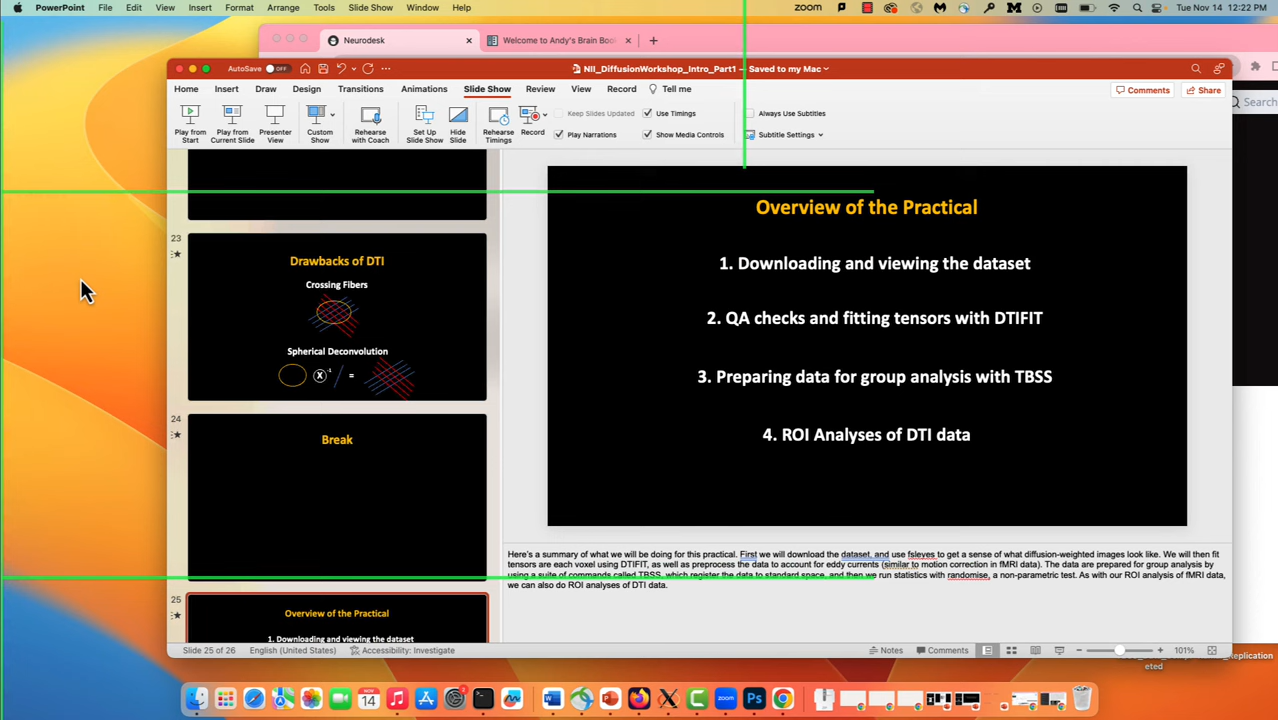 PowerPoint File Edit View Insert Format Arrange Tools Slide Show Window Help zoom Tue Nov 14 12:22 PM
Neurodesk × Welcome to Andy's Brain Boo × +
AutoSave OFF NII_DiffusionWorkshop_Intro_Part1 — Saved to my Mac
Home Insert Draw Design Transitions Animations Slide Show Review Record View Tell me Comments Share
Search
Play from Start
Play from Current Slide
Presenter View
Custom Show
Rehearse with Coach
Set Up Slide Show
Hide Slide
Keep Slides Updated
Play Narrations
Rehearse Timings
Record
Use Timings
Show Media Controls
Always Use Subtitles
Subtitle Settings
23
Drawbacks of DTI
Crossing Fibers
Spherical Deconvolution
X -1 =
24
Break
25
Overview of the Practical
1. Downloading and viewing the dataset
Overview of the Practical
1. Downloading and viewing the dataset
2. QA checks and fitting tensors with DTIFIT
3. Preparing data for group analysis with TBSS
4. ROI Analyses of DTI data
Here's a summary of what we will be doing for this practical. First we will download the dataset, and use fsleyes to get a sense of what diffusion-weighted images look like. We will then fit
tensors are each voxel using DTIFIT, as well as preprocess the data to account for eddy currents (similar to motion correction in fMRI data). The data are prepared for group analysis by
using a suite of commands called TBSS, which register the data to standard space, and then we run statistics with randomise, a non-parametric test. As with our ROI analysis of fMRI data,
we can also do ROI analyses of DTI data.
Slide 25 of 26 English (United States) Accessibility: Investigate Notes Comments 101%
Replication
eted
NOV
14
zoom
Ps